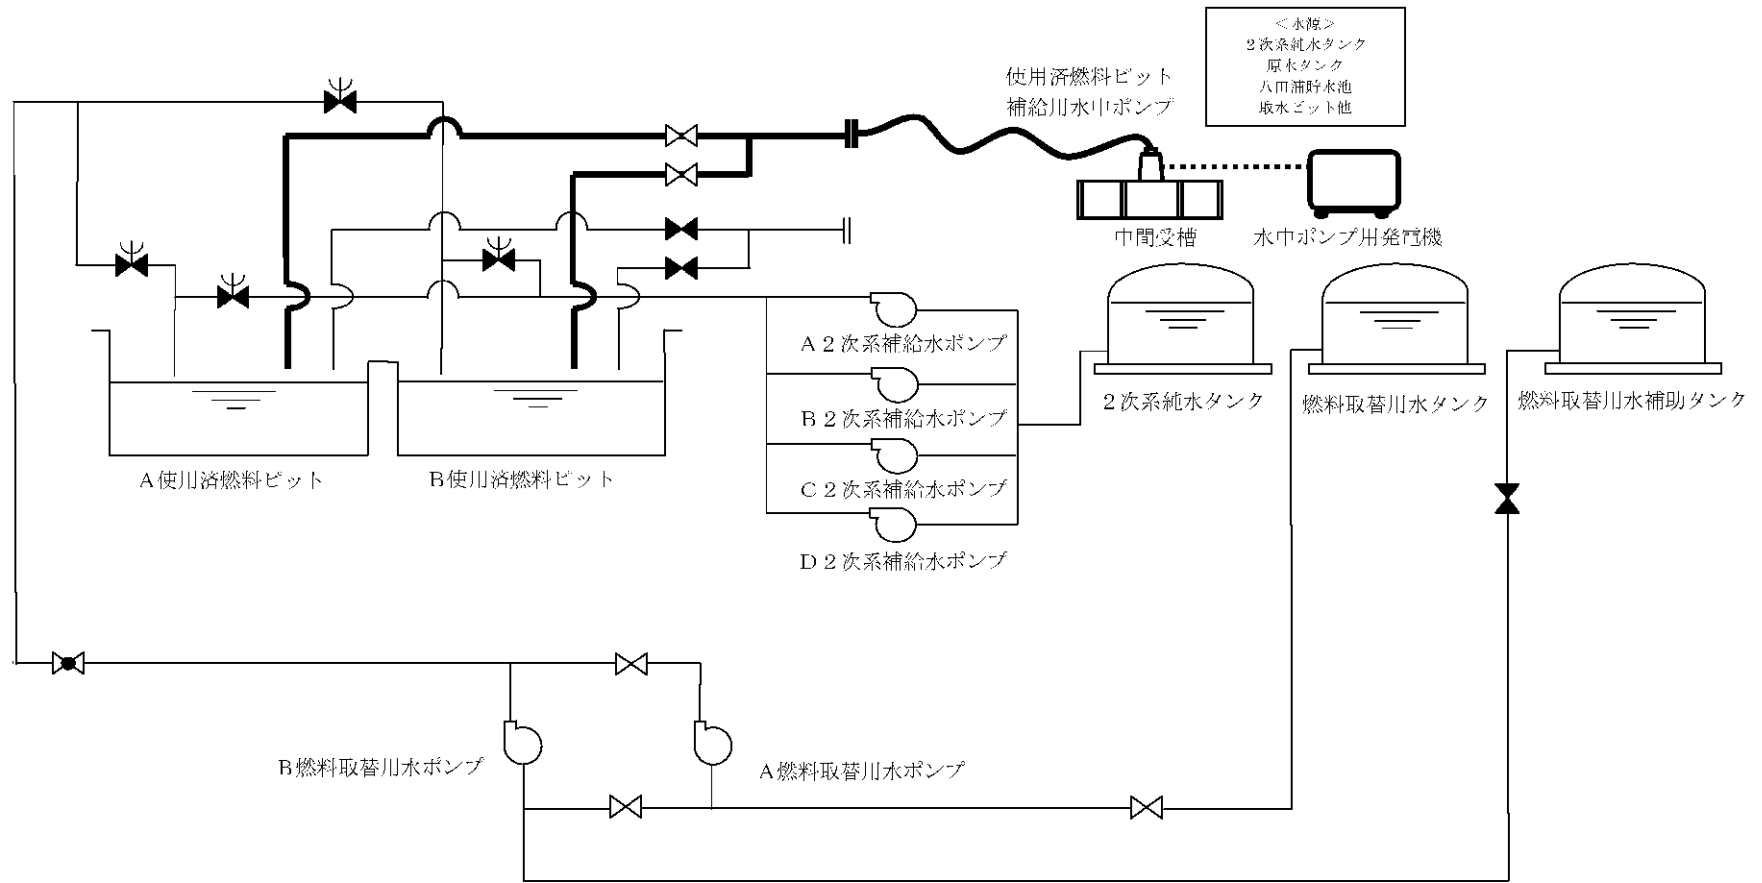 ＜水源＞
２次系純水タンク
原水タンク
八田浦貯水池
取水ピット他
使用済燃料ピット
補給用水中ポンプ
中間受槽
水中ポンプ用発電機
Ａ２次系補給水ポンプ
Ｂ２次系補給水ポンプ
Ｃ２次系補給水ポンプ
Ｄ２次系補給水ポンプ
２次系純水タンク
燃料取替用水タンク
燃料取替用水補助タンク
Ａ使用済燃料ピット
Ｂ使用済燃料ピット
Ｂ燃料取替用水ポンプ
Ａ燃料取替用水ポンプ